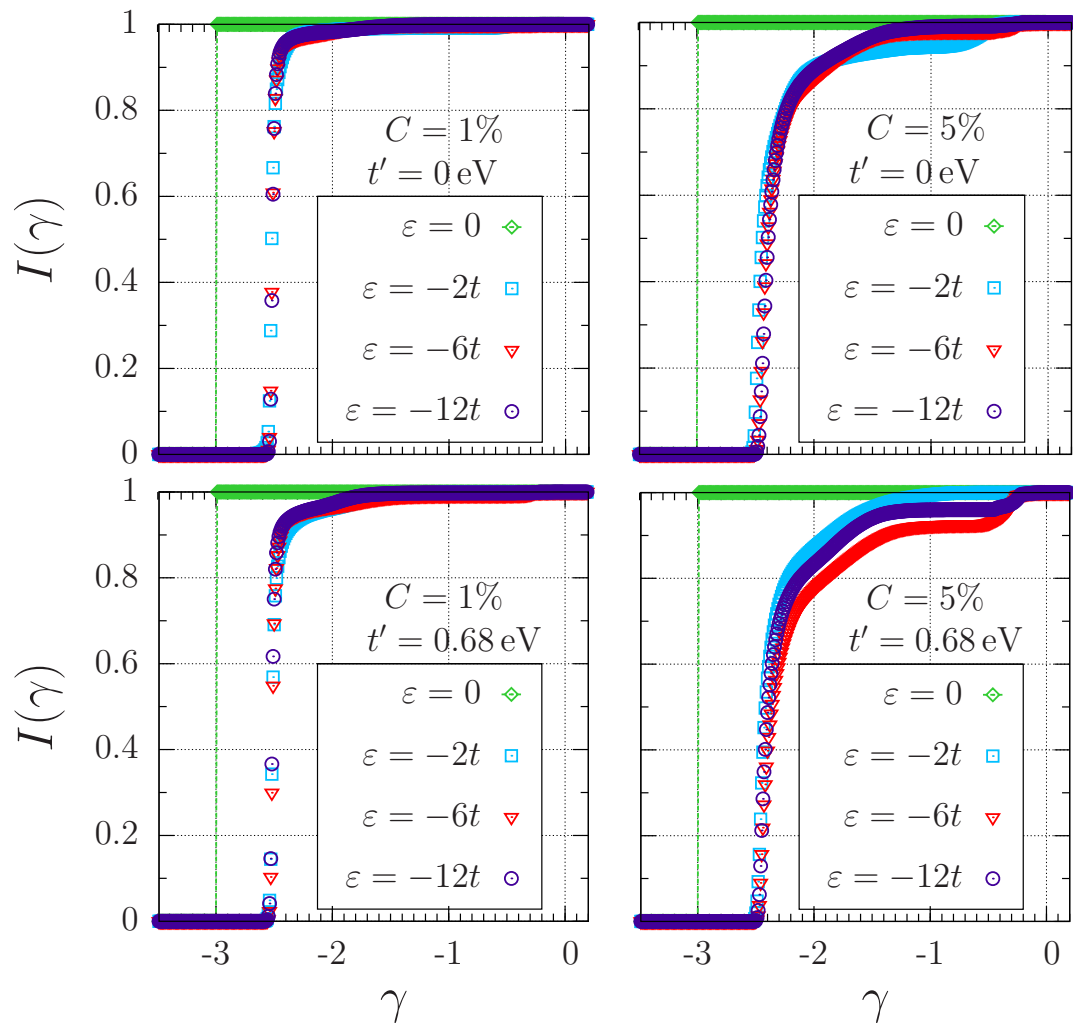 I(γ)
1
0.8
0.6
0.4
0.2
0
C = 1%
t′ = 0 eV
ε = 0
ε = −2t
ε = −6t
ε = −12t
C = 5%
t′ = 0 eV
ε = 0
ε = −2t
ε = −6t
ε = −12t
I(γ)
1
0.8
0.6
0.4
0.2
0
C = 1%
t′ = 0.68 eV
ε = 0
ε = −2t
ε = −6t
ε = −12t
C = 5%
t′ = 0.68 eV
ε = 0
ε = −2t
ε = −6t
ε = −12t
-3 -2 -1 0
-3 -2 -1 0
γ
γ